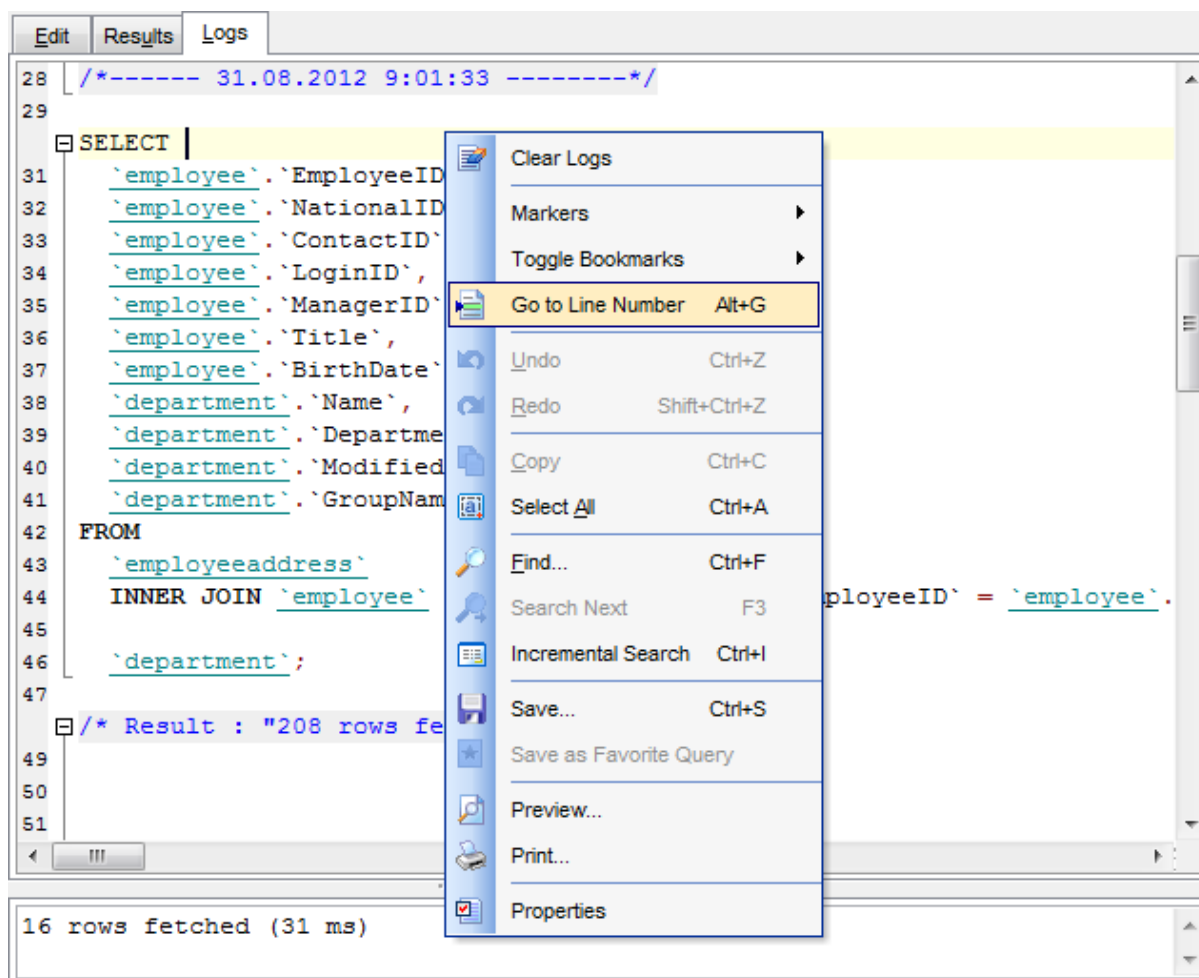 Edit Results Logs
28 /*------ 31.08.2012 9:01:33 --------*/
29
SELECT
31 `employee`.`EmployeeID
32 `employee`.`NationalID
33 `employee`.`ContactID`
34 `employee`.`LoginID`,
35 `employee`.`ManagerID`
36 `employee`.`Title`,
37 `employee`.`BirthDate`
38 `department`.`Name`,
39 `department`.`Departme
40 `department`.`Modified
41 `department`.`GroupNam
42 FROM
43 `employeeaddress`
44 INNER JOIN `employee` ployeeID` = `employee`.
45
46 `department`;
47
/* Result : "208 rows fe
49
50
51
Clear Logs
Markers
Toggle Bookmarks
Go to Line Number Alt+G
Undo Ctrl+Z
Redo Shift+Ctrl+Z
Copy Ctrl+C
Select All Ctrl+A
Find... Ctrl+F
Search Next F3
Incremental Search Ctrl+I
Save... Ctrl+S
Save as Favorite Query
Preview...
Print...
Properties
16 rows fetched (31 ms)